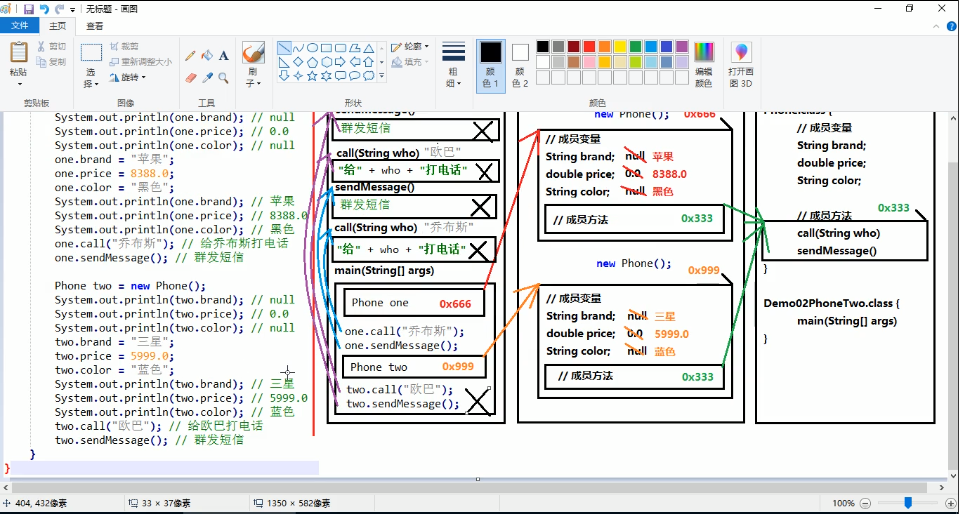 无标题 - 画图
文件 主页 查看
粘贴 剪切 复制
选择 裁剪 重新调整大小 旋转
刷子
轮廓 填充
粗细
颜色 1 颜色 2
编辑颜色
打开画图 3D
剪贴板 图像 工具 形状 颜色
System.out.println(one.brand); // null
System.out.println(one.price); // 0.0
System.out.println(one.color); // null
one.brand = "苹果";
one.price = 8388.0;
one.color = "黑色";
System.out.println(one.brand); // 苹果
System.out.println(one.price); // 8388.0
System.out.println(one.color); // 黑色
one.call("乔布斯"); // 给乔布斯打电话
one.sendMessage(); // 群发短信
Phone two = new Phone();
System.out.println(two.brand); // null
System.out.println(two.price); // 0.0
System.out.println(two.color); // null
two.brand = "三星";
two.price = 5999.0;
two.color = "蓝色";
System.out.println(two.brand); // 三星
System.out.println(two.price); // 5999.0
System.out.println(two.color); // 蓝色
two.call("欧巴"); // 给欧巴打电话
two.sendMessage(); // 群发短信
}
}
sendMessage()
群发短信
call(String who) "欧巴"
"给" + who + "打电话"
sendMessage()
群发短信
call(String who) "乔布斯"
"给" + who + "打电话"
main(String[] args)
Phone one 0x666
one.call("乔布斯");
one.sendMessage();
Phone two 0x999
two.call("欧巴");
two.sendMessage();
new Phone(); 0x666
// 成员变量
String brand; null 苹果
double price; 0.0 8388.0
String color; null 黑色
// 成员方法 0x333
new Phone(); 0x999
// 成员变量
String brand; null 三星
double price; 0.0 5999.0
String color; null 蓝色
// 成员方法 0x333
Phone.class {
// 成员变量
String brand;
double price;
String color;
// 成员方法 0x333
call(String who)
sendMessage()
}
Demo02PhoneTwo.class {
main(String[] args)
}
404, 432像素 33 × 37像素 1350 × 582像素 100%